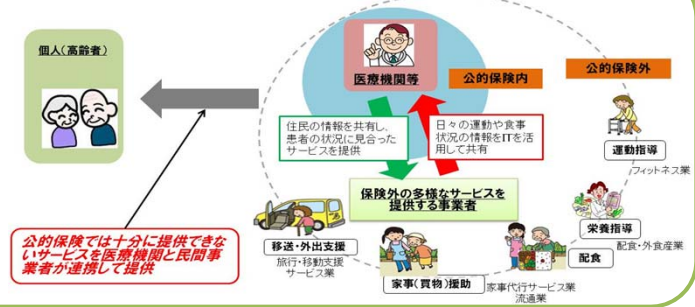 個人（高齢者）
医療機関等
公的保険内
公的保険外
住民の情報を共有し、
患者の状況に見合った
サービスを提供
日々の運動や食事
状況の情報をITを活
用して共有
運動指導
フィットネス業
保険外の多様なサービスを
提供する事業者
栄養指導
配食・外食産業
配食
移送・外出支援
旅行・移動支援
サービス業
家事（買物）援助
家事代行サービス業
流通業
公的保険では十分に提供できな
いサービスを医療機関と民間事
業者が連携して提供